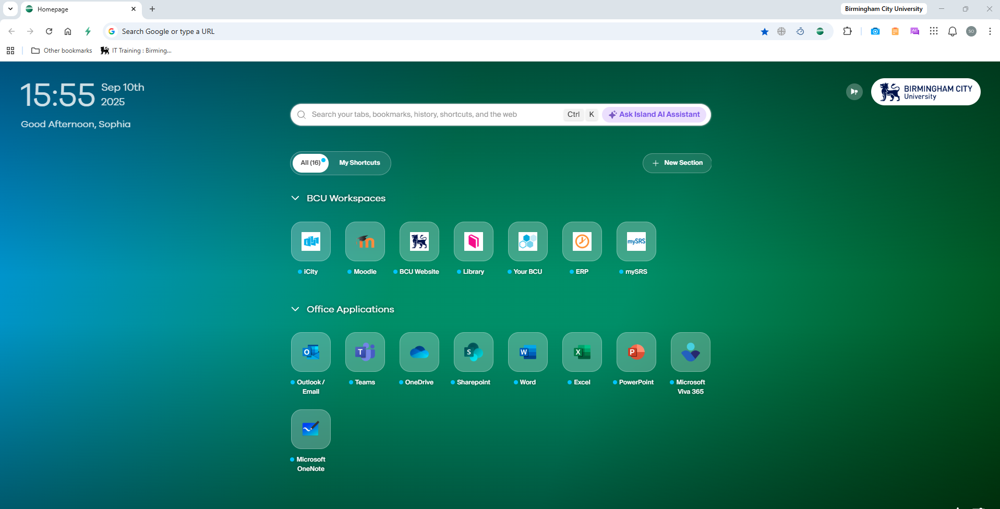 Homepage
Birmingham City University
Search Google or type a URL
SO
Other bookmarks
IT Training : Birming...
15:55
Sep 10th
2025
Good Afternoon, Sophia
BIRMINGHAM CITY
University
Search your tabs, bookmarks, history, shortcuts, and the web
Ctrl K
Ask Island AI Assistant
All (16)
My Shortcuts
New Section
BCU Workspaces
mySRS
iCity
Moodle
BCU Website
Library
Your BCU
ERP
mySRS
Office Applications
Outlook /
Email
Teams
OneDrive
Sharepoint
Word
Excel
PowerPoint
Microsoft
Viva 365
Microsoft
OneNote